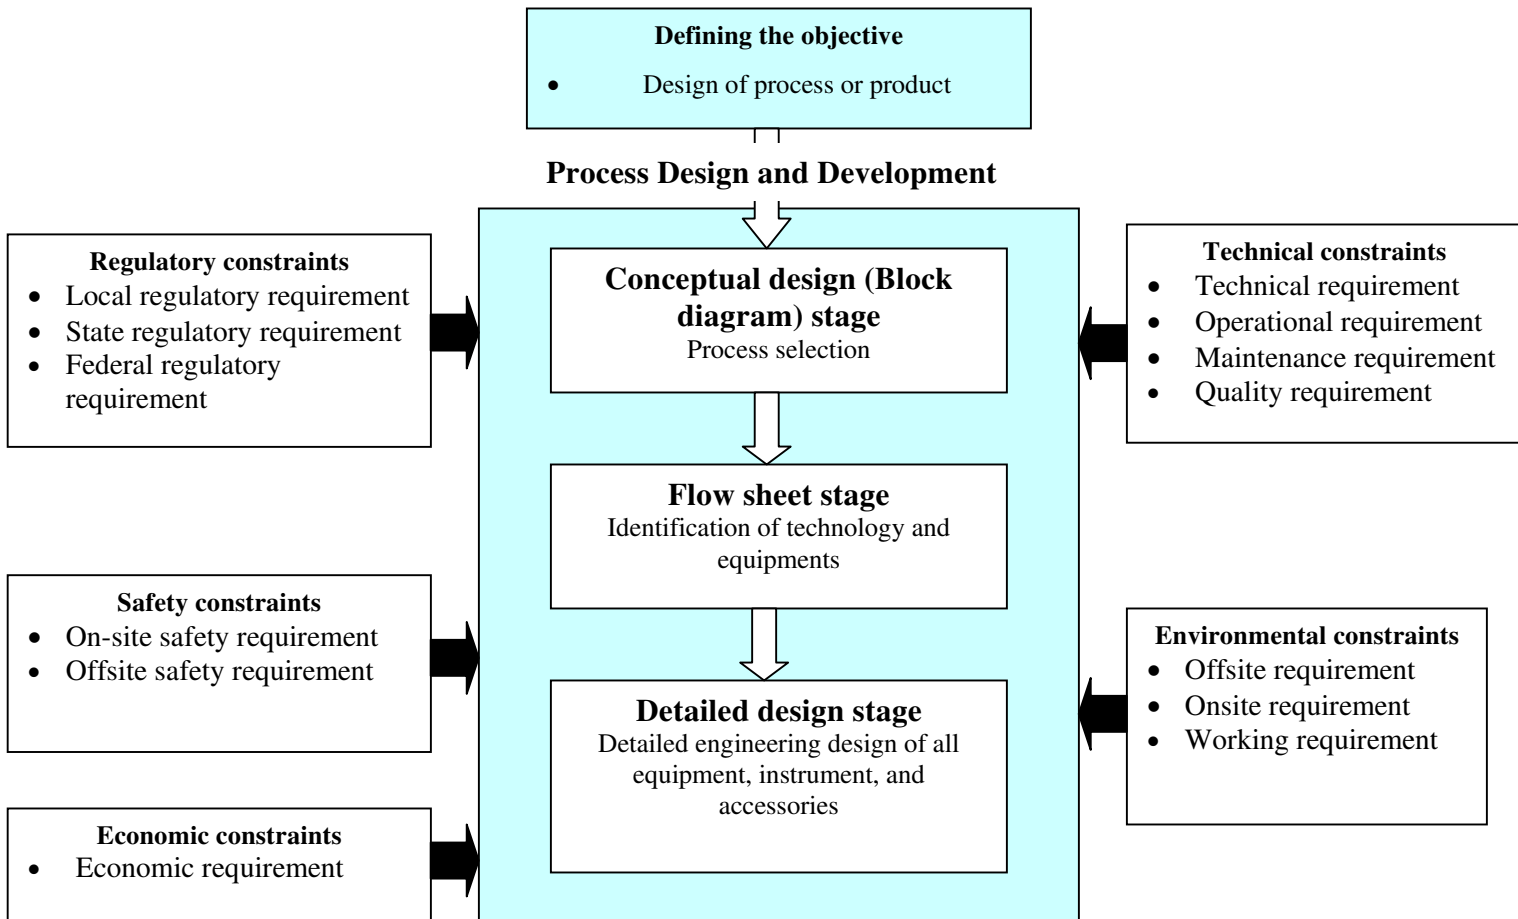 Defining the objective
• Design of process or product
Process Design and Development
Regulatory constraints
• Local regulatory requirement
• State regulatory requirement
• Federal regulatory
requirement
Conceptual design (Block
diagram) stage
Process selection
Technical constraints
• Technical requirement
• Operational requirement
• Maintenance requirement
• Quality requirement
Flow sheet stage
Identification of technology and
equipments
Safety constraints
• On-site safety requirement
• Offsite safety requirement
Environmental constraints
• Offsite requirement
• Onsite requirement
• Working requirement
Detailed design stage
Detailed engineering design of all
equipment, instrument, and
accessories
Economic constraints
• Economic requirement